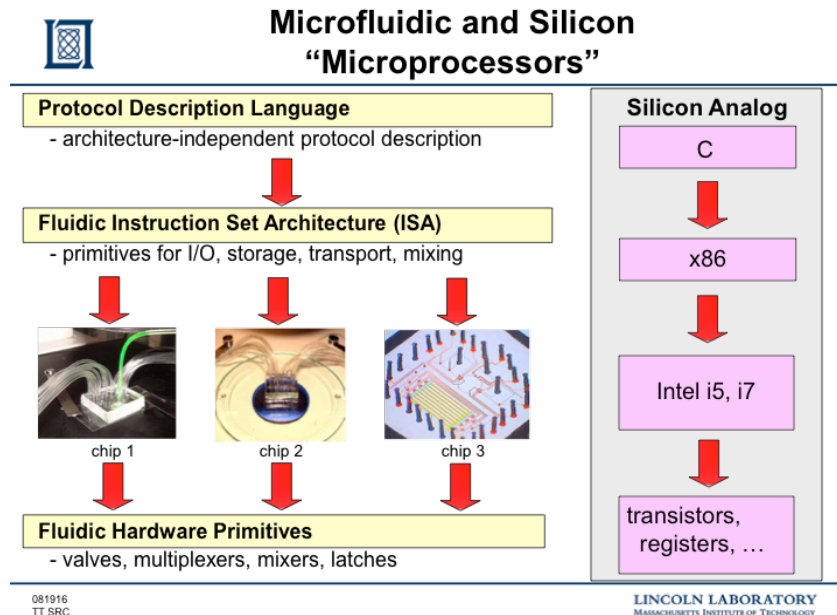 Microfluidic and Silicon
“Microprocessors”
Protocol Description Language
- architecture-independent protocol description
Fluidic Instruction Set Architecture (ISA)
- primitives for I/O, storage, transport, mixing
chip 1
chip 2
chip 3
Fluidic Hardware Primitives
- valves, multiplexers, mixers, latches
Silicon Analog
C
x86
Intel i5, i7
transistors,
registers, …
081916
TT SRC
LINCOLN LABORATORY
MASSACHUSETTS INSTITUTE OF TECHNOLOGY